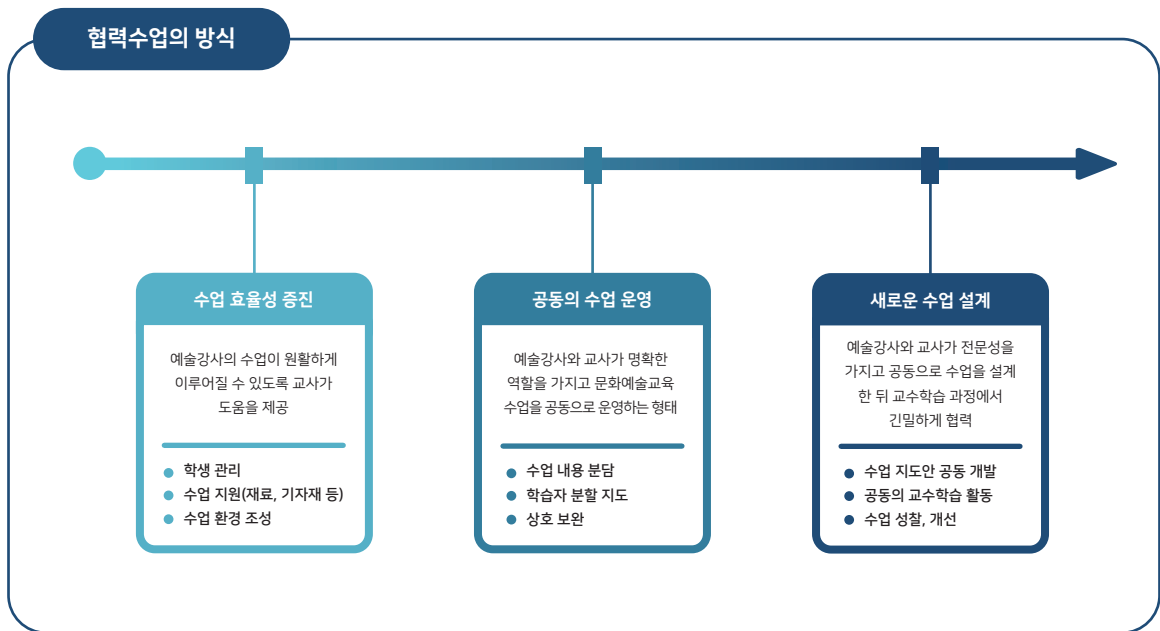 협력수업의 방식
수업 효율성 증진
예술강사의 수업이 원활하게
이루어질 수 있도록 교사가
도움을 제공
학생 관리
수업 지원(재료, 기자재 등)
수업 환경 조성
공동의 수업 운영
예술강사와 교사가 명확한
역할을 가지고 문화예술교육
수업을 공동으로 운영하는 형태
수업 내용 분담
학습자 분할 지도
상호 보완
새로운 수업 설계
예술강사와 교사가 전문성을
가지고 공동으로 수업을 설계
한 뒤 교수학습 과정에서
긴밀하게 협력
수업 지도안 공동 개발
공동의 교수학습 활동
수업 성찰, 개선